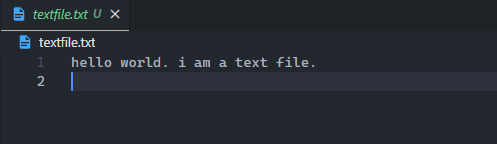 textfile.txt U
textfile.txt
1 hello world. i am a text file.
2